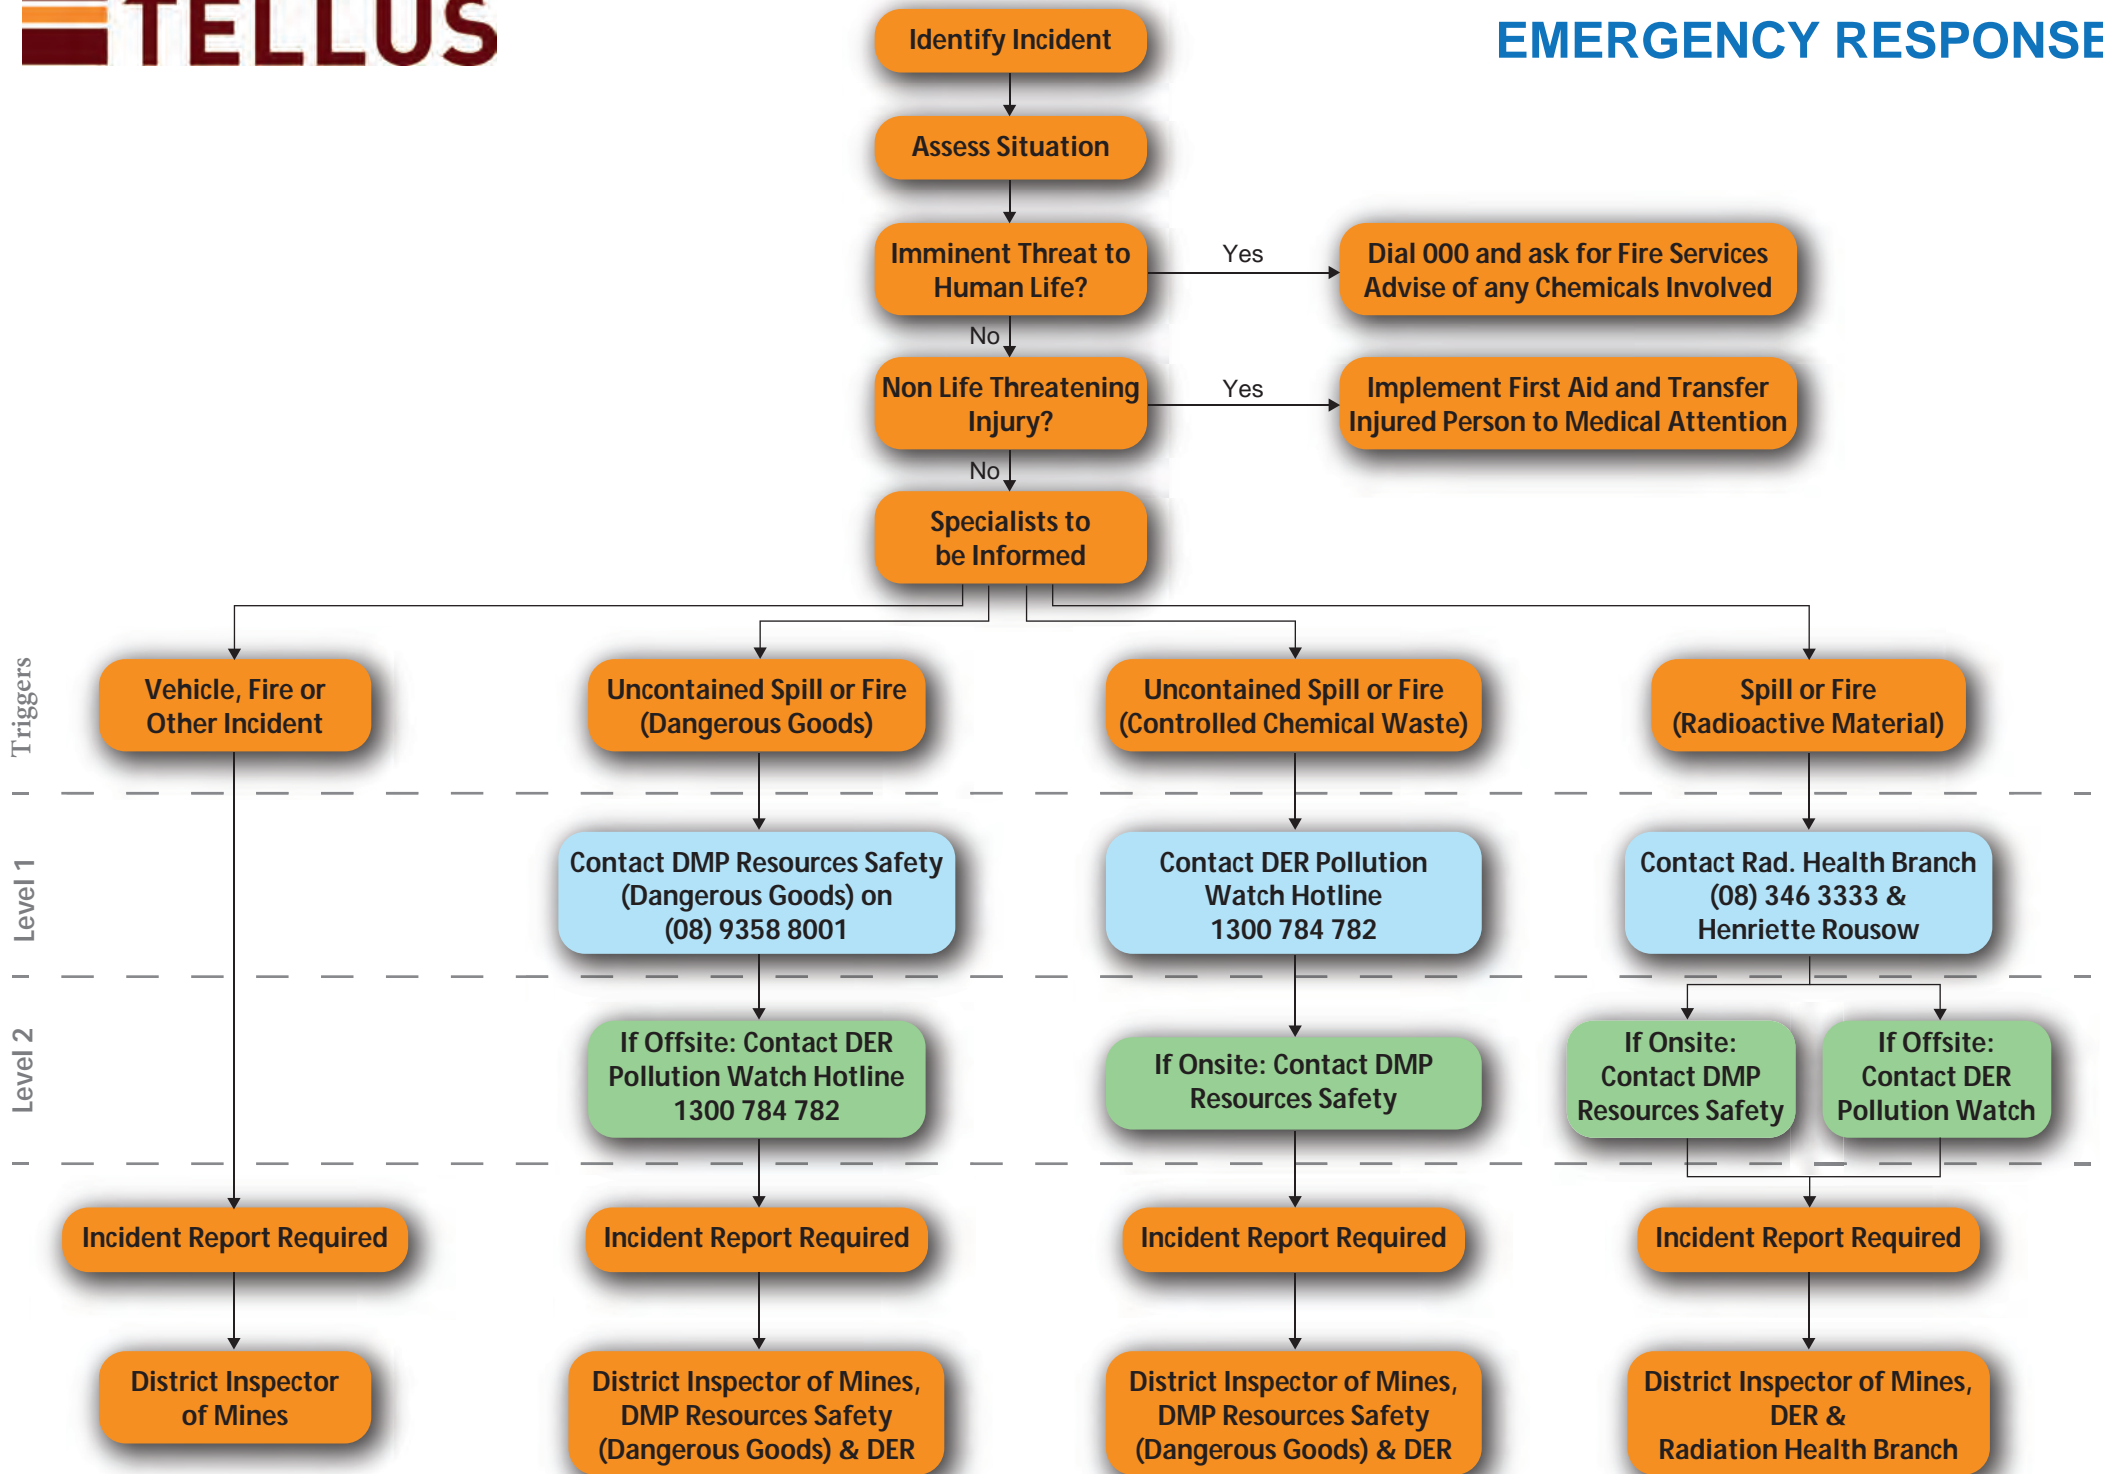 TELLUS
EMERGENCY RESPONSE
Identify Incident
Assess Situation
Imminent Threat to
Human Life?
Yes
Dial 000 and ask for Fire Services
Advise of any Chemicals Involved
No
Non Life Threatening
Injury?
Yes
Implement First Aid and Transfer
Injured Person to Medical Attention
No
Specialists to
be Informed
Triggers
Vehicle, Fire or
Other Incident
Uncontained Spill or Fire
(Dangerous Goods)
Uncontained Spill or Fire
(Controlled Chemical Waste)
Spill or Fire
(Radioactive Material)
Level 1
Contact DMP Resources Safety
(Dangerous Goods) on
(08) 9358 8001
Contact DER Pollution
Watch Hotline
1300 784 782
Contact Rad. Health Branch
(08) 346 3333 &
Henriette Rousow
Level 2
If Offsite: Contact DER
Pollution Watch Hotline
1300 784 782
If Onsite: Contact DMP
Resources Safety
If Onsite:
Contact DMP
Resources Safety
If Offsite:
Contact DER
Pollution Watch
Incident Report Required
Incident Report Required
Incident Report Required
Incident Report Required
District Inspector
of Mines
District Inspector of Mines,
DMP Resources Safety
(Dangerous Goods) & DER
District Inspector of Mines,
DMP Resources Safety
(Dangerous Goods) & DER
District Inspector of Mines,
DER &
Radiation Health Branch